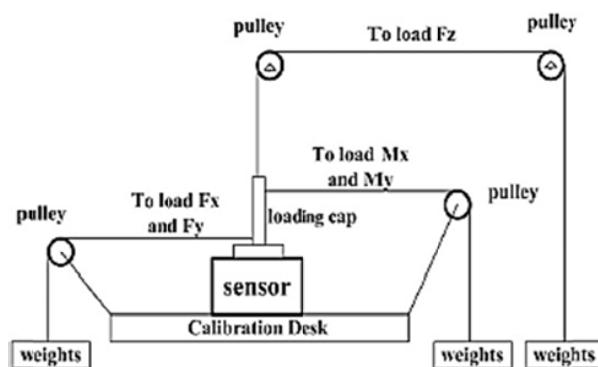 pulley
To load Fz
pulley
To load Mx
and My
To load Fx
and Fy
pulley
pulley
loading cap
sensor
Calibration Desk
weights
weights
weights